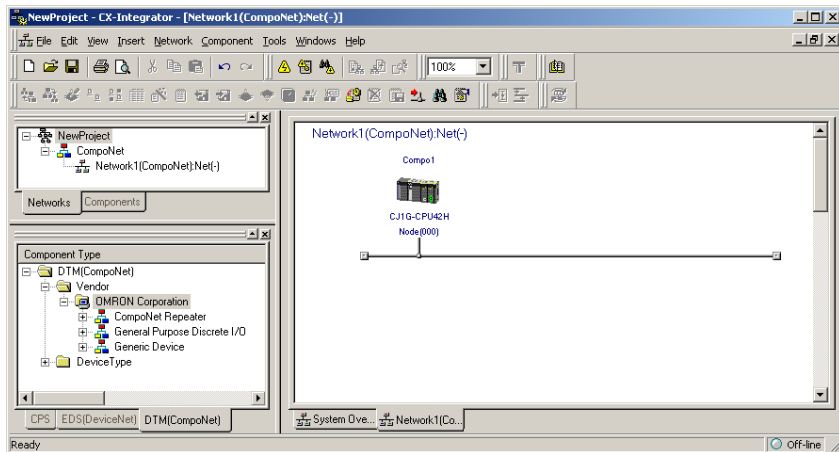 NewProject - CX-Integrator - [Network1(CompoNet):Net(-)]
File Edit View Insert Network Component Tools Windows Help
100%
NewProject
CompoNet
Network1(CompoNet):Net(-)
Networks Components
Component Type
DTM(CompoNet)
Vendor
OMRON Corporation
CompoNet Repeater
General Purpose Discrete I/O
Generic Device
DeviceType
CPS EDS(DeviceNet) DTM(CompoNet)
Network1(CompoNet):Net(-)
Compo1
CJ1G-CPU42H
Node(000)
System Ove... Network1(Co...
Ready
Off-line